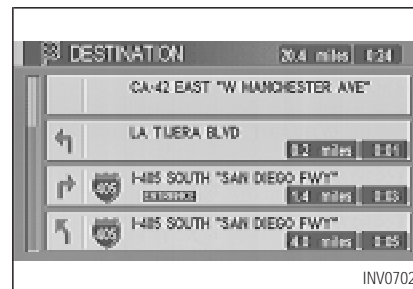 DESTINATION 20.4 miles 0:24
CA-42 EAST "W MANCHESTER AVE"
LA TIJERA BLVD
0.2 miles 0:01
405 I-405 SOUTH "SAN DIEGO FWY"
ENTRANCE 1.4 miles 0:03
405 I-405 SOUTH "SAN DIEGO FWY"
4.0 miles 0:05
INV0702